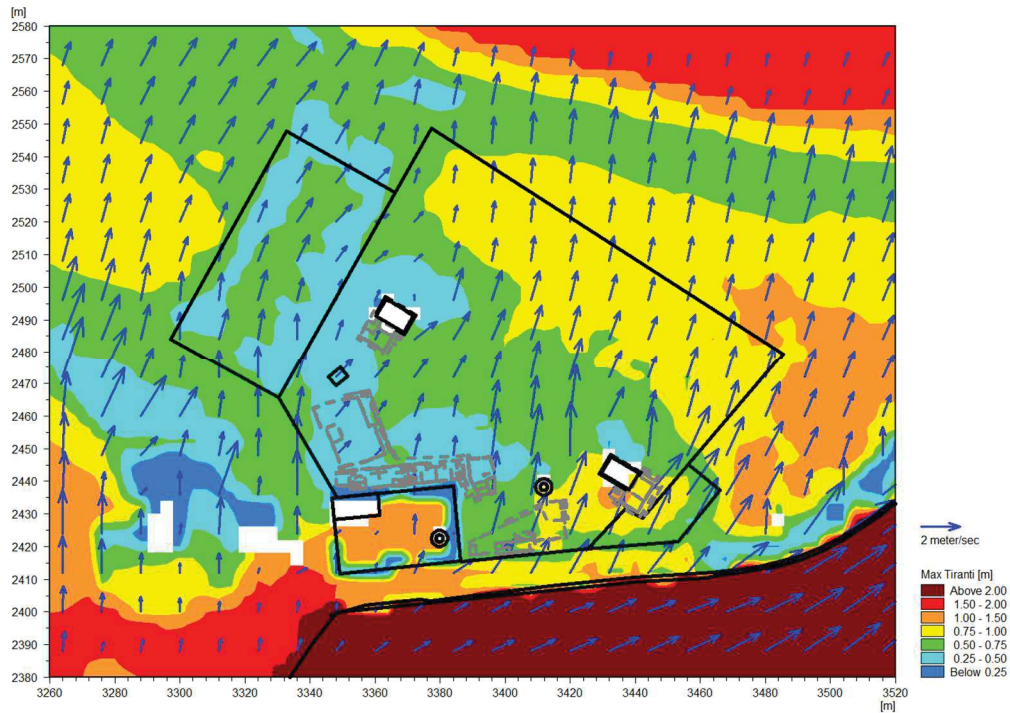 [m]
2580
2570
2560
2550
2540
2530
2520
2510
2500
2490
2480
2470
2460
2450
2440
2430
2420
2410
2400
2390
2380
3260 3280 3300 3320 3340 3360 3380 3400 3420 3440 3460 3480 3500 3520
[m]
2 meter/sec
Max Tiranti [m]
Above 2.00
1.50 - 2.00
1.00 - 1.50
0.75 - 1.00
0.50 - 0.75
0.25 - 0.50
Below 0.25